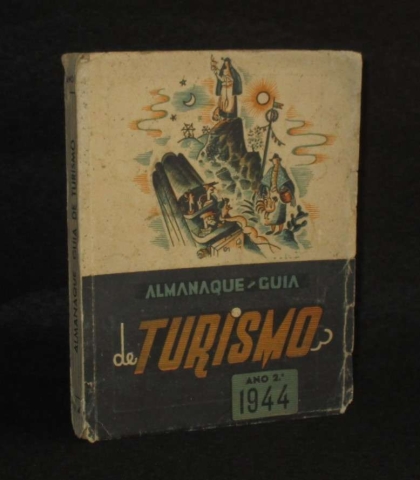 ALMANAQUE-GUIA
de TURISMO
ANO 2.º
1944
ALMANAQUE-GUIA DE TURISMO